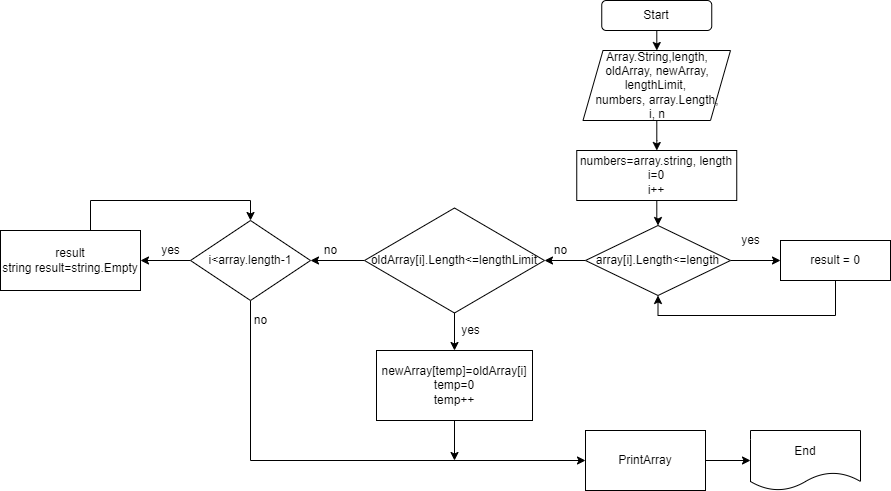 Start
Array.String,length,
oldArray, newArray,
lengthLimit,
numbers, array.Length,
i, n
numbers=array.string, length
i=0
i++
array[i].Length<=length
yes
result = 0
no
oldArray[i].Length<=lengthLimit
no
i<array.length-1
yes
result
string result=string.Empty
no
yes
newArray[temp]=oldArray[i]
temp=0
temp++
PrintArray
End